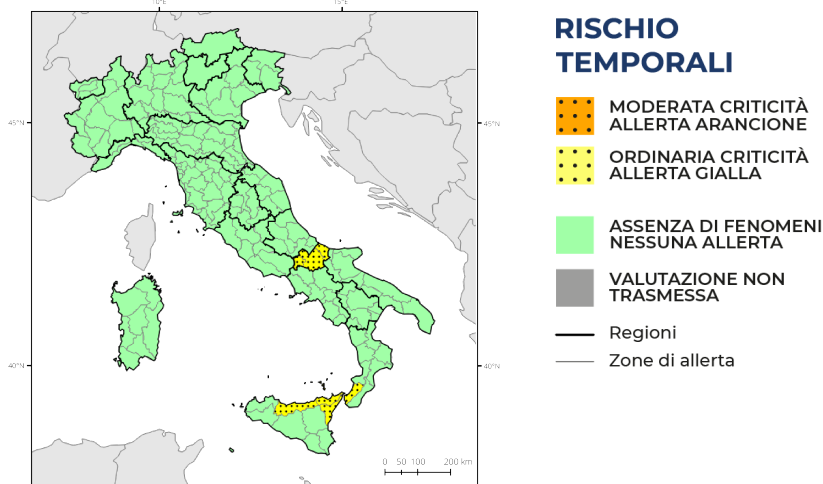 15°E
RISCHIO
TEMPORALI
MODERATA CRITICITÀ
ALLERTA ARANCIONE
ORDINARIA CRITICITÀ
ALLERTA GIALLA
ASSENZA DI FENOMENI
NESSUNA ALLERTA
VALUTAZIONE NON
TRASMESSA
Regioni
Zone di allerta
45°N
45°N
40°N
40°N
0 50 100 200 km